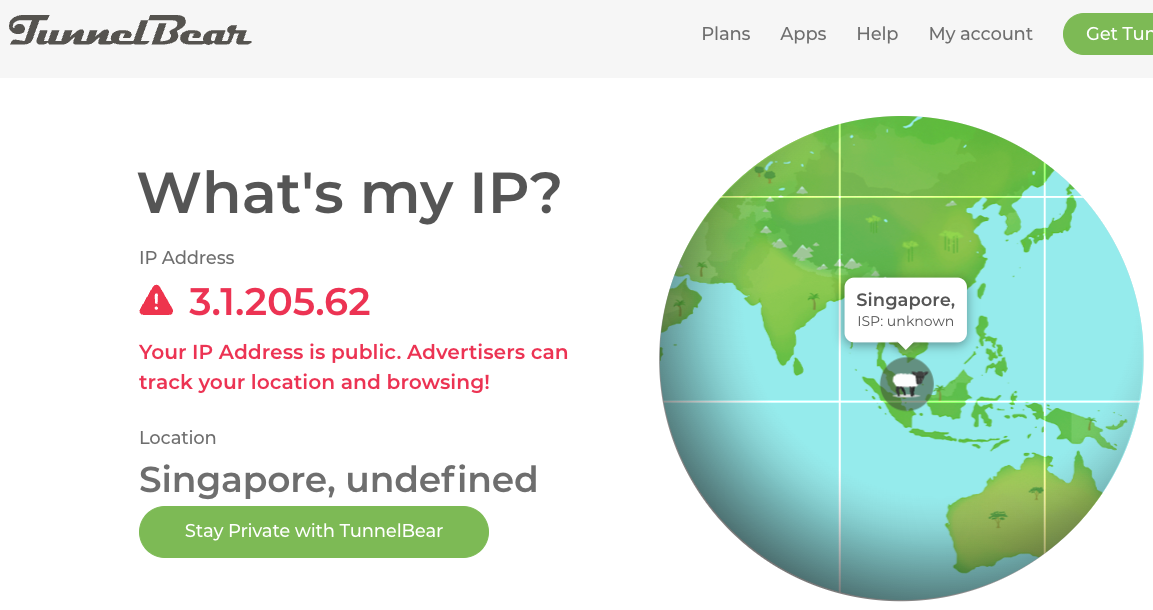 TunnelBear
Plans Apps Help My account Get Tun
What's my IP?
IP Address
3.1.205.62
Your IP Address is public. Advertisers can
track your location and browsing!
Location
Singapore, undefined
Stay Private with TunnelBear
Singapore,
ISP: unknown